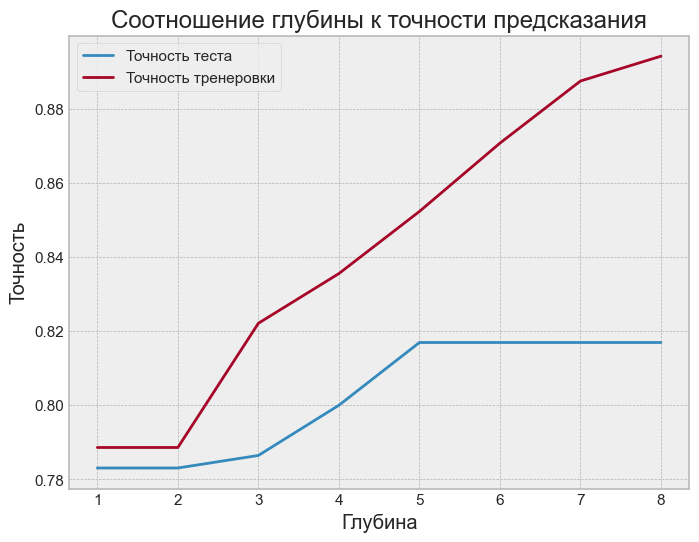 Соотношение глубины к точности предсказания
Точность теста
Точность тренеровки
Точность
0.88
0.86
0.84
0.82
0.80
0.78
1 2 3 4 5 6 7 8
Глубина